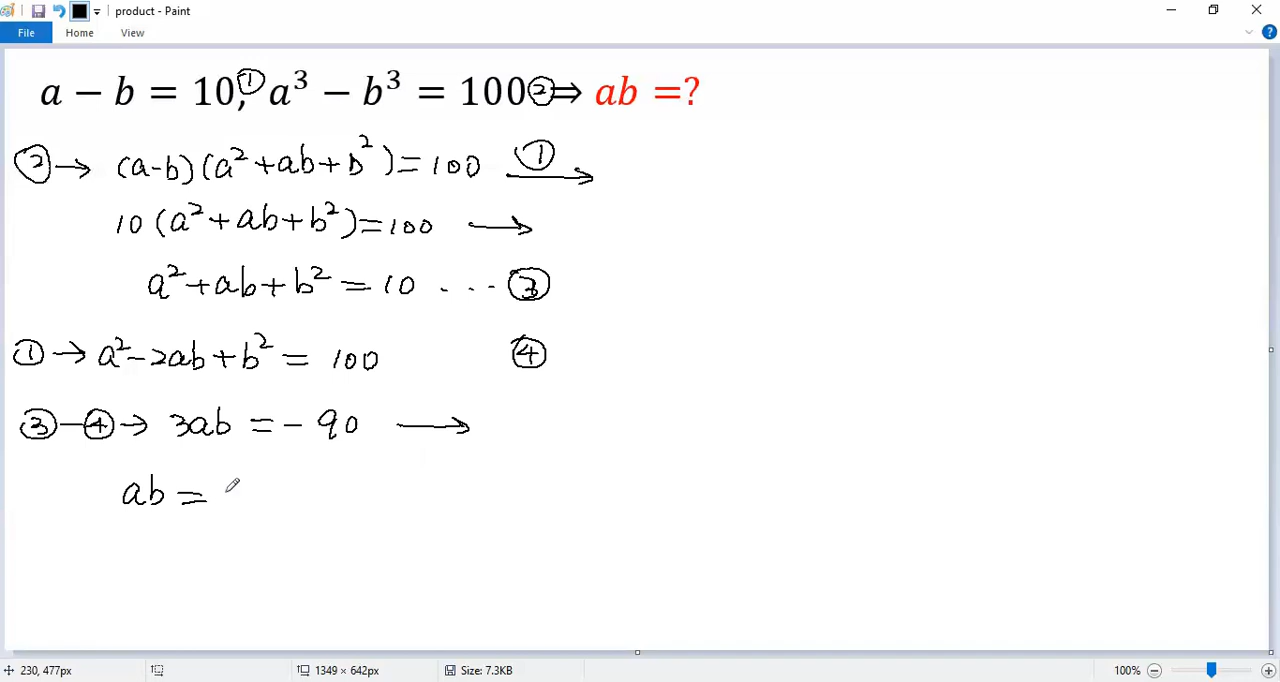 product - Paint
File Home View
a − b = 10, ① a³ − b³ = 100 ② ⇒ ab =?
② → (a-b)(a²+ab+b²)=100 ① →
10(a²+ab+b²)=100 →
a²+ab+b²=10 ... ③
① → a²-2ab+b²=100 ④
③-④→ 3ab=-90 →
ab=
230, 477px 1349 × 642px Size: 7.3KB 100%